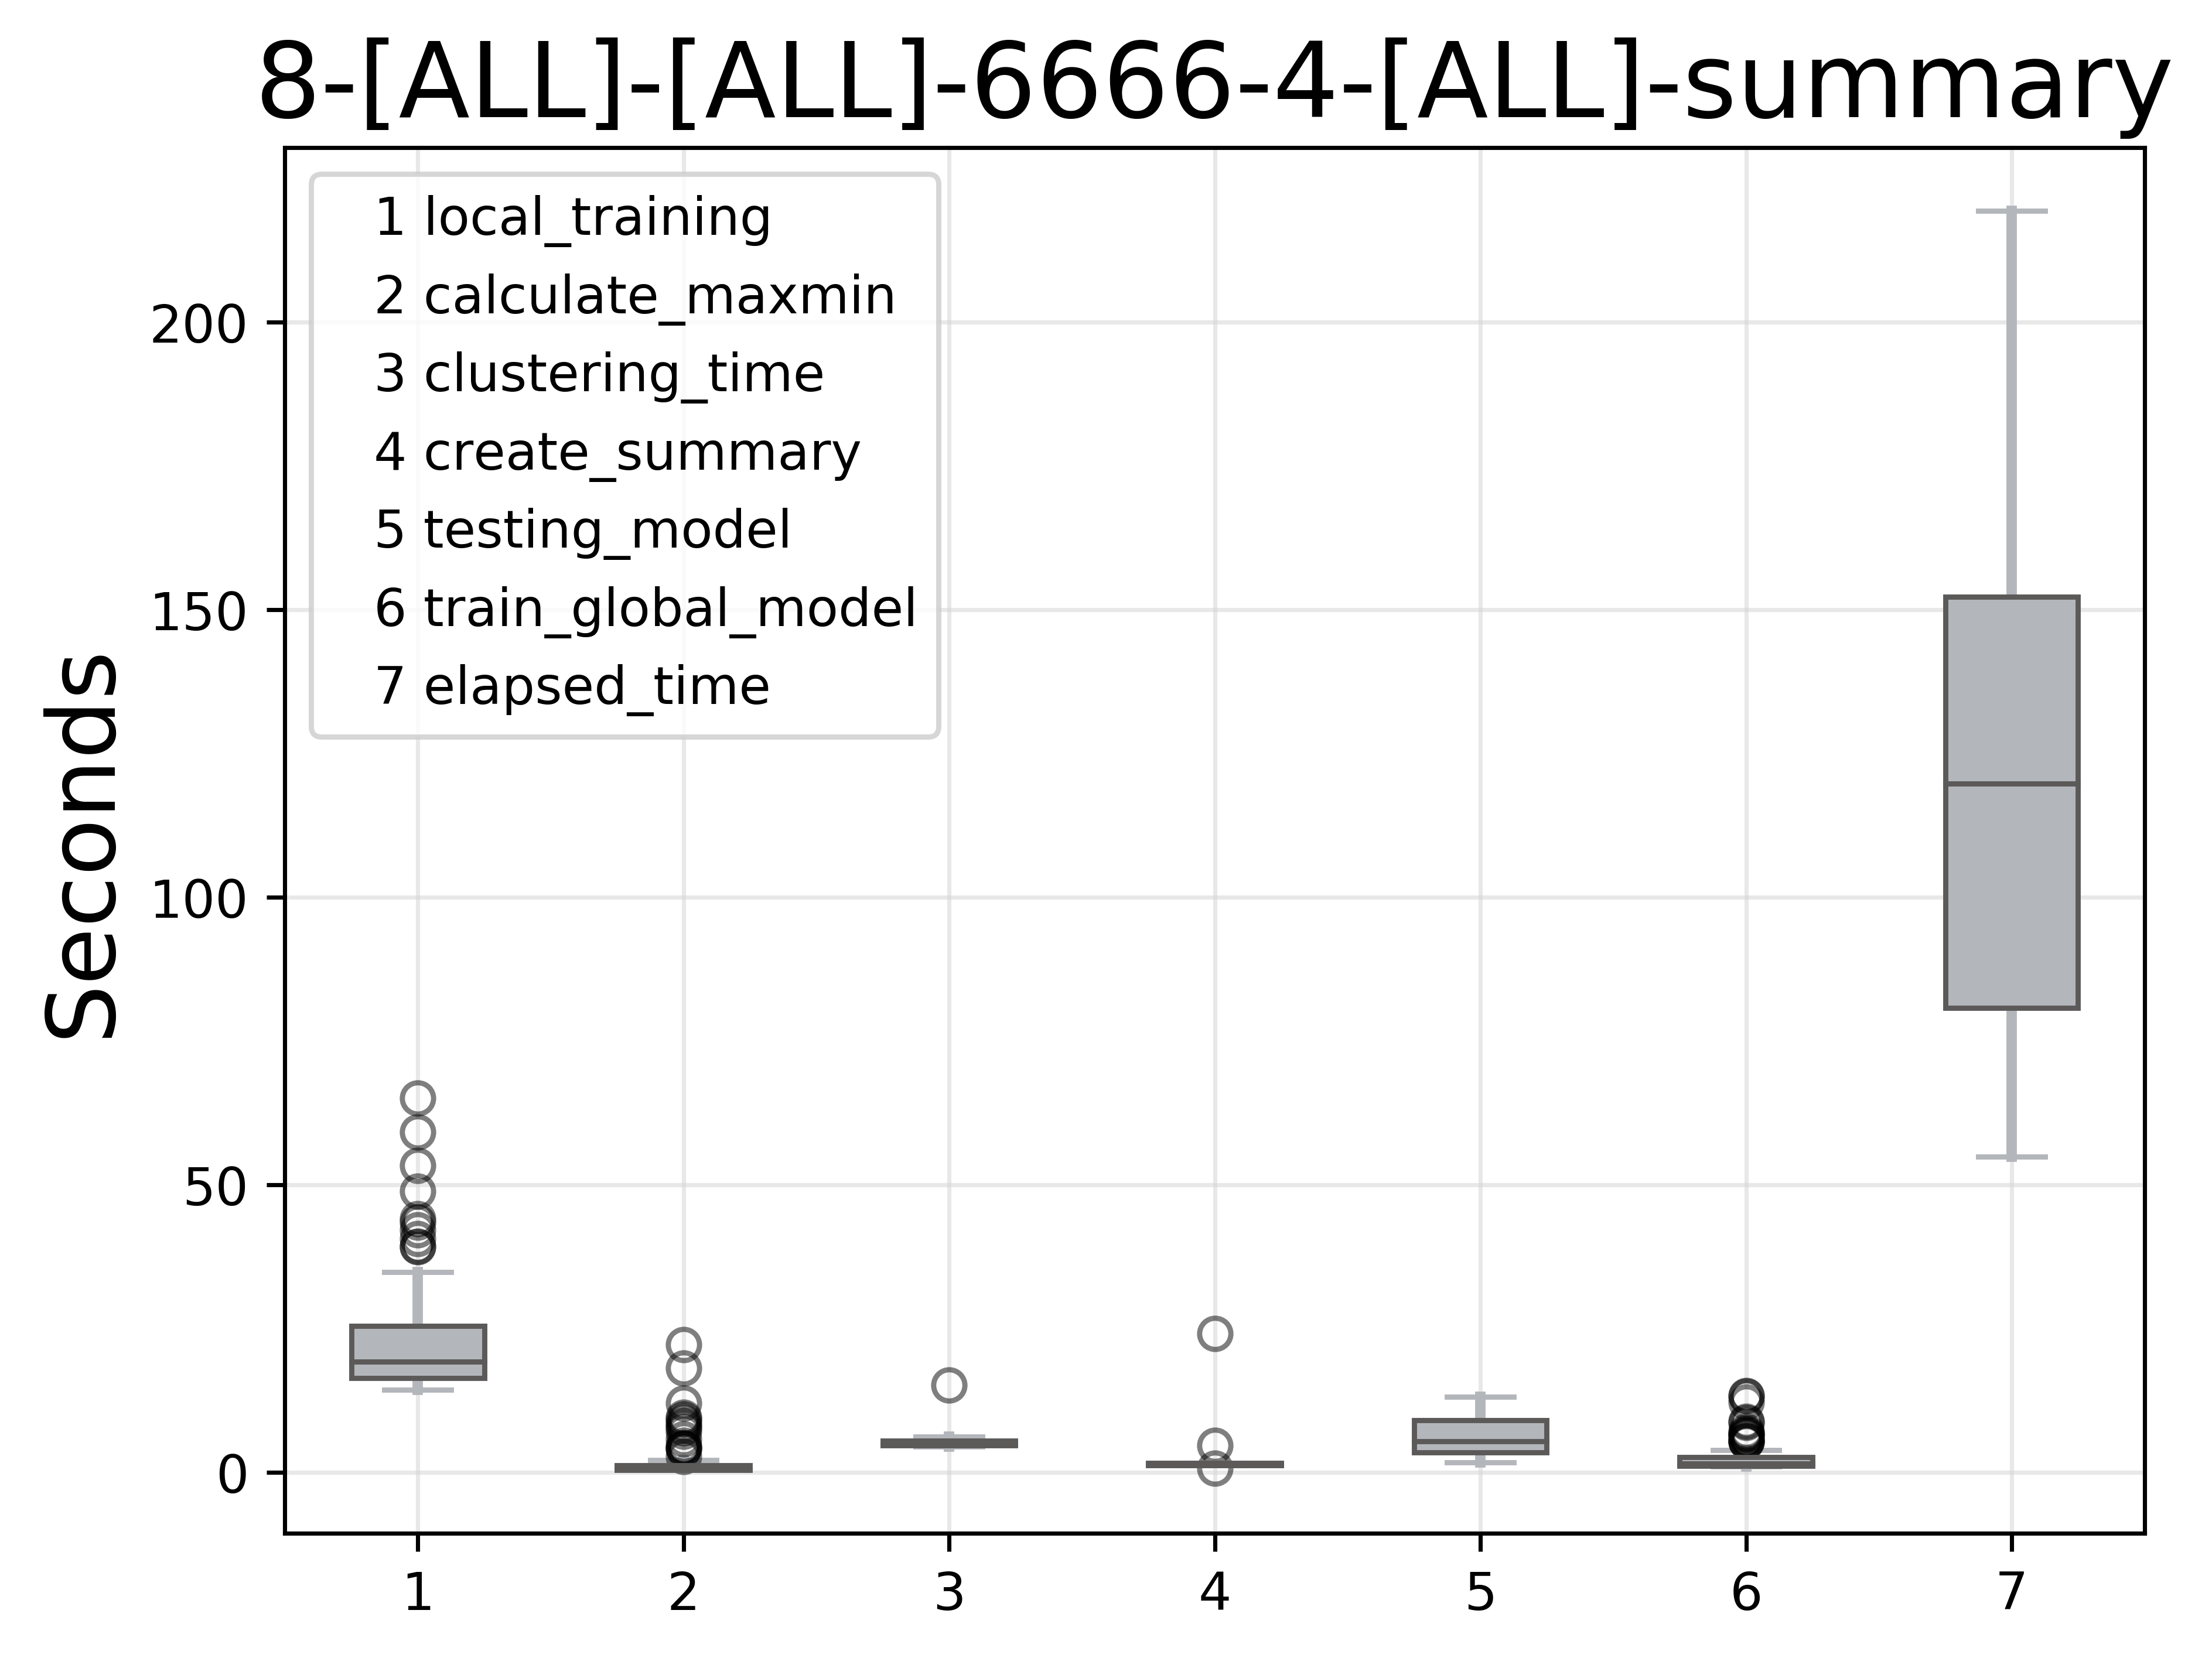 8-[ALL]-[ALL]-6666-4-[ALL]-summary
1 local_training
2 calculate_maxmin
3 clustering_time
4 create_summary
5 testing_model
6 train_global_model
7 elapsed_time
Seconds
200
150
100
50
0
1 2 3 4 5 6 7